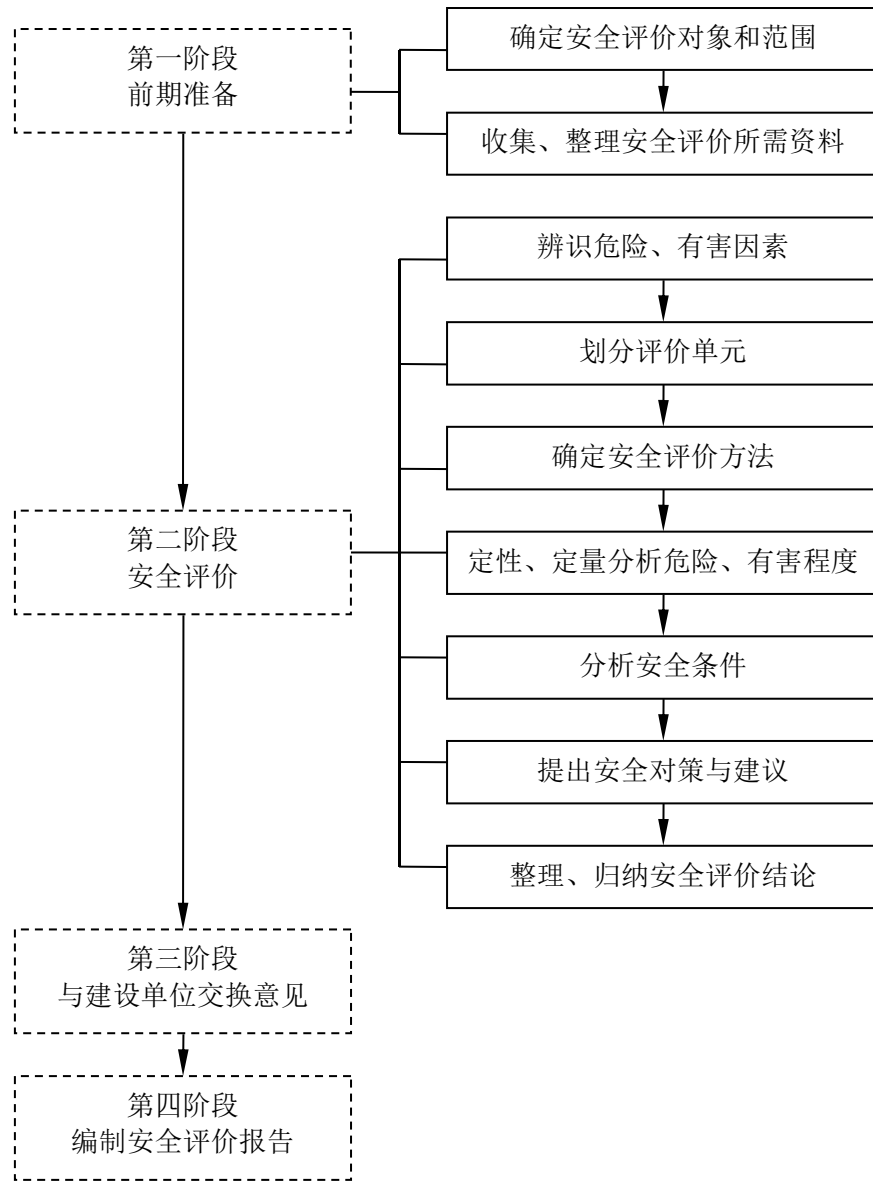 第一阶段
前期准备
确定安全评价对象和范围
收集、整理安全评价所需资料
辨识危险、有害因素
划分评价单元
确定安全评价方法
第二阶段
安全评价
定性、定量分析危险、有害程度
分析安全条件
提出安全对策与建议
整理、归纳安全评价结论
第三阶段
与建设单位交换意见
第四阶段
编制安全评价报告